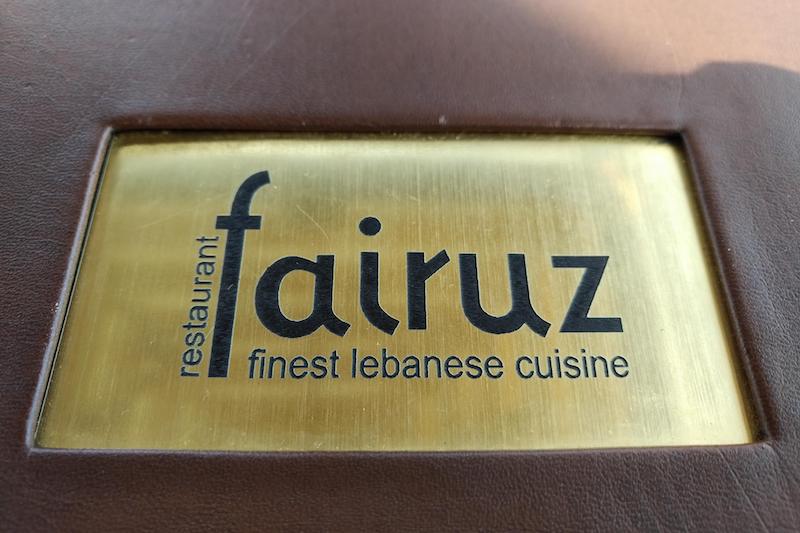 restaurant
fairuz
finest lebanese cuisine